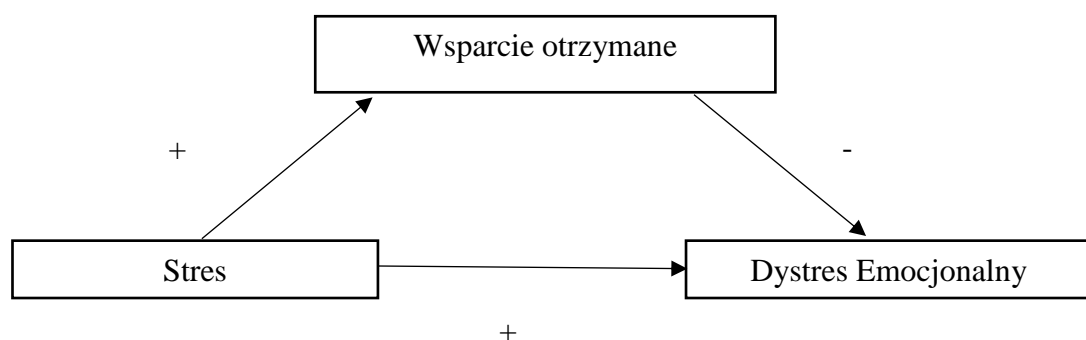 Wsparcie otrzymane
+
-
Stres
Dystres Emocjonalny
+